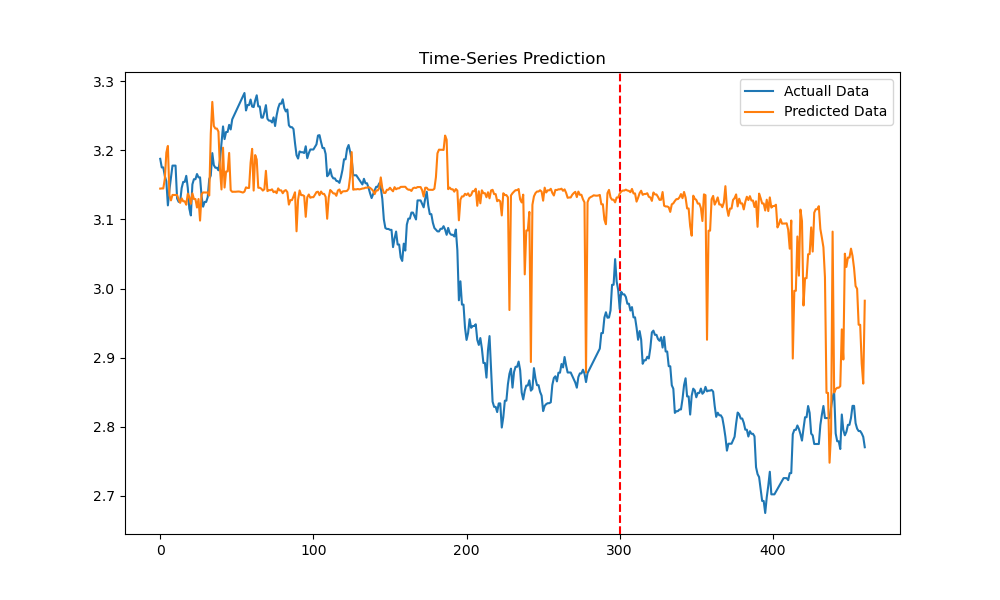 Time-Series Prediction
Actuall Data
Predicted Data
3.3
3.2
3.1
3.0
2.9
2.8
2.7
0 100 200 300 400